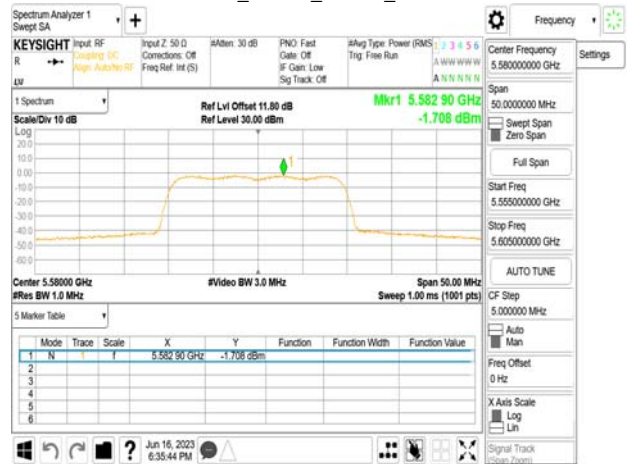 Spectrum Analyzer 1
Swept SA
+
Frequency
KEYSIGHT
R
Input: RF
Coupling: DC
Align: Auto/No RF
Input Z: 50 Ω
Corrections: Off
Freq Ref: Int (S)
#Atten: 30 dB
PNO: Fast
Gate: Off
IF Gain: Low
Sig Track: Off
#Avg Type: Power (RMS)
Trig: Free Run
1 2 3 4 5 6
A W W W W W
A N N N N N
1 Spectrum
Scale/Div 10 dB
Ref Lvl Offset 11.80 dB
Ref Level 30.00 dBm
Mkr1 5.582 90 GHz
-1.708 dBm
Log
20.0
10.0
0.00
-10.0
-20.0
-30.0
-40.0
-50.0
-60.0
1
Center 5.58000 GHz
#Res BW 1.0 MHz
#Video BW 3.0 MHz
Span 50.00 MHz
Sweep 1.00 ms (1001 pts)
5 Marker Table
Mode Trace Scale X Y Function Function Width Function Value
1 N 1 f 5.582 90 GHz -1.708 dBm
2
3
4
5
6
Jun 16, 2023
6:35:44 PM
Center Frequency
5.580000000 GHz
Settings
Span
50.0000000 MHz
Swept Span
Zero Span
Full Span
Start Freq
5.555000000 GHz
Stop Freq
5.605000000 GHz
AUTO TUNE
CF Step
5.000000 MHz
Auto
Man
Freq Offset
0 Hz
X Axis Scale
Log
Lin
Signal Track
(Span Zoom)